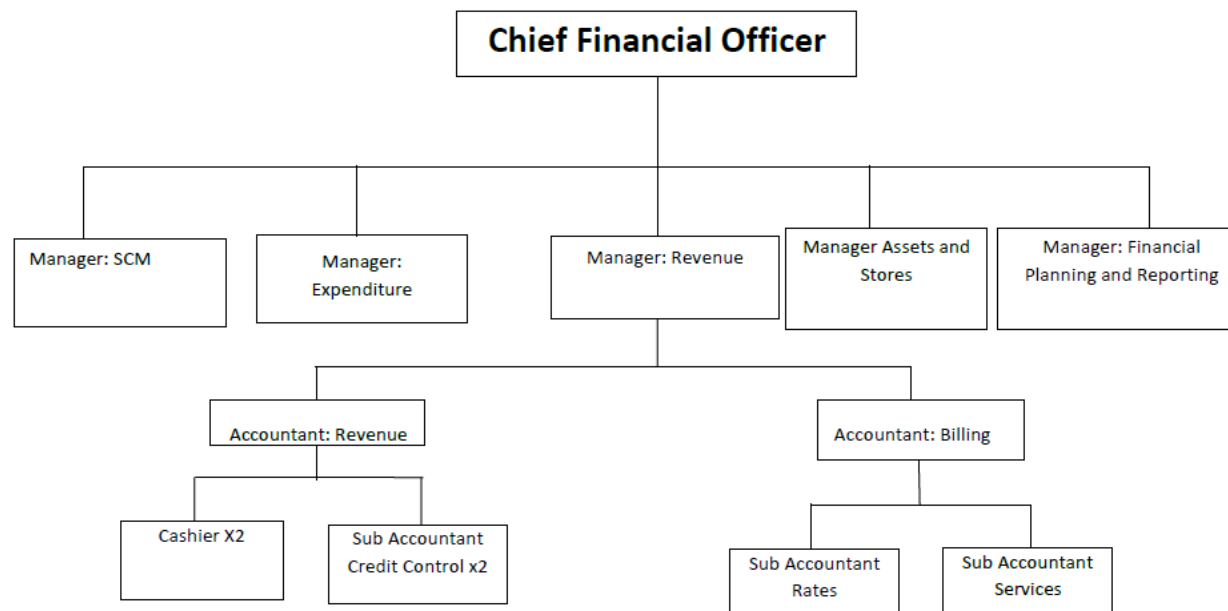 Chief Financial Officer
Manager: SCM
Manager:
Expenditure
Manager: Revenue
Manager Assets and
Stores
Manager: Financial
Planning and Reporting
Accountant: Revenue
Accountant: Billing
Cashier X2
Sub Accountant
Credit Control x2
Sub Accountant
Rates
Sub Accountant
Services